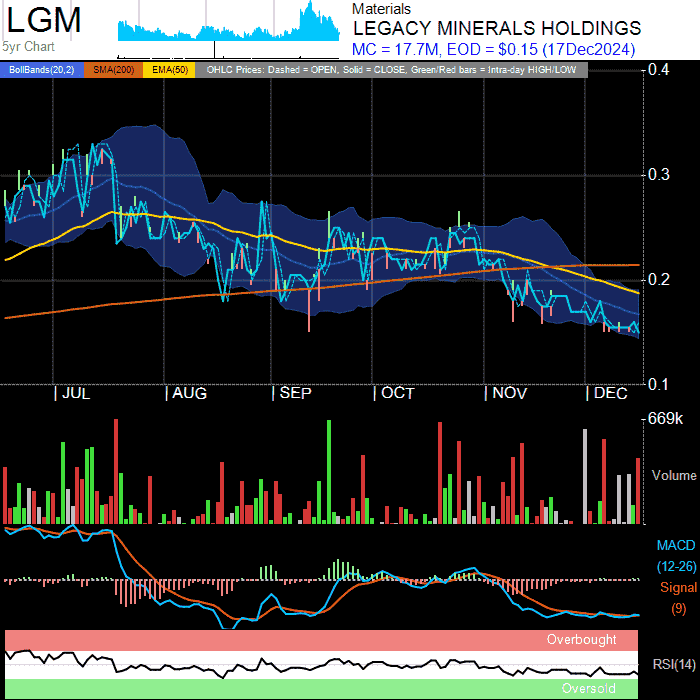 LGM
5yr Chart
Materials
LEGACY MINERALS HOLDINGS
MC = 17.7M, EOD = $0.15 (17Dec2024)
BollBands(20,2) SMA(200) EMA(50) OHLC Prices: Dashed = OPEN, Solid = CLOSE, Green/Red bars = Intra-day HIGH/LOW
0.4
0.3
0.2
0.1
| JUL | AUG | SEP | OCT | NOV | DEC
669k
Volume
MACD
(12-26)
Signal
(9)
Overbought
RSI(14)
Oversold